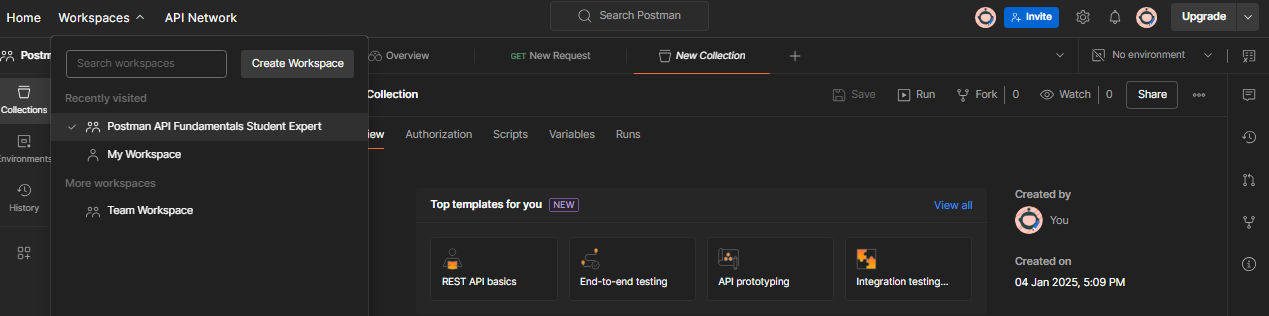 Home Workspaces API Network Search Postman Invite Upgrade
Postm Overview GET New Request New Collection No environment
Search workspaces Create Workspace
Recently visited
Postman API Fundamentals Student Expert
My Workspace
More workspaces
Team Workspace
Collections
Environments
History
Collection Save Run Fork 0 Watch 0 Share
iew Authorization Scripts Variables Runs
Top templates for you NEW View all
REST API basics End-to-end testing API prototyping Integration testing...
Created by
You
Created on
04 Jan 2025, 5:09 PM